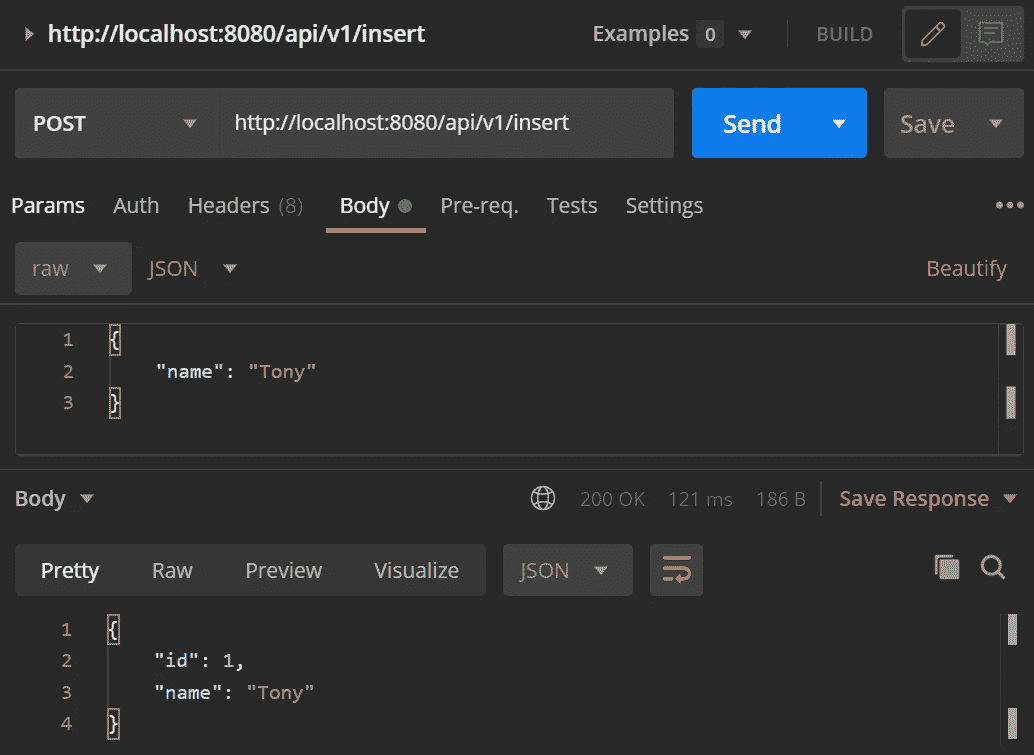 http://localhost:8080/api/v1/insert Examples 0 BUILD
POST http://localhost:8080/api/v1/insert Send Save
Params Auth Headers (8) Body Pre-req. Tests Settings
raw JSON Beautify
1 {
2 "name": "Tony"
3 }
Body 200 OK 121 ms 186 B Save Response
Pretty Raw Preview Visualize JSON
1 {
2 "id": 1,
3 "name": "Tony"
4 }